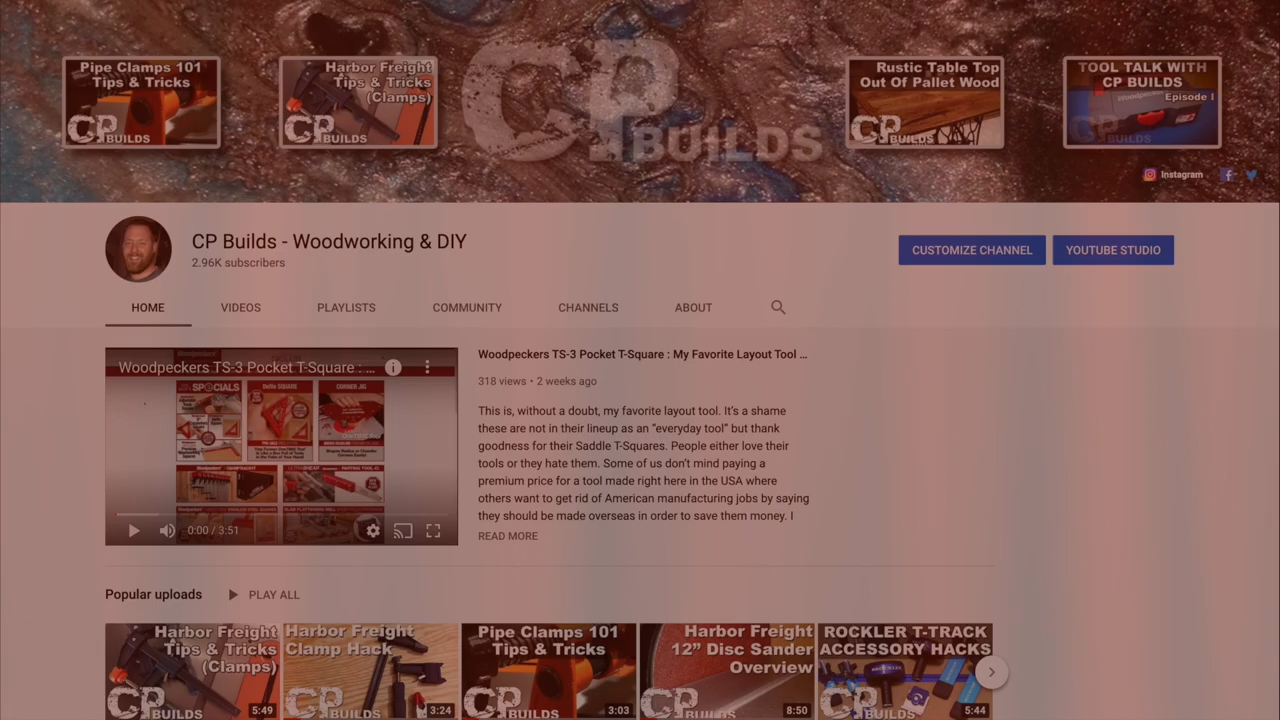 Pipe Clamps 101
Tips & Tricks
CP BUILDS
Harbor Freight
Tips & Tricks
(Clamps)
CP BUILDS
CP BUILDS
Rustic Table Top
Out Of Pallet Wood
CP BUILDS
TOOL TALK WITH
CP BUILDS
Episode I
CP BUILDS
Instagram
CP Builds - Woodworking & DIY
2.96K subscribers
CUSTOMIZE CHANNEL
YOUTUBE STUDIO
HOME VIDEOS PLAYLISTS COMMUNITY CHANNELS ABOUT
Woodpeckers TS-3 Pocket T-Square : ...
SPECIALS
Delve SQUARE
CORNER JIG
0:00 / 3:51
Woodpeckers TS-3 Pocket T-Square : My Favorite Layout Tool ...
318 views • 2 weeks ago
This is, without a doubt, my favorite layout tool. It's a shame
these are not in their lineup as an "everyday tool" but thank
goodness for their Saddle T-Squares. People either love their
tools or they hate them. Some of us don't mind paying a
premium price for a tool made right here in the USA where
others want to get rid of American manufacturing jobs by saying
they should be made overseas in order to save them money. I
READ MORE
Popular uploads
PLAY ALL
Harbor Freight
Tips & Tricks
(Clamps)
CP BUILDS
5:49
Harbor Freight
Clamp Hack
CP BUILDS
3:24
Pipe Clamps 101
Tips & Tricks
CP BUILDS
3:03
Harbor Freight
12" Disc Sander
Overview
CP BUILDS
8:50
ROCKLER T-TRACK
ACCESSORY HACKS
CP BUILDS
5:44